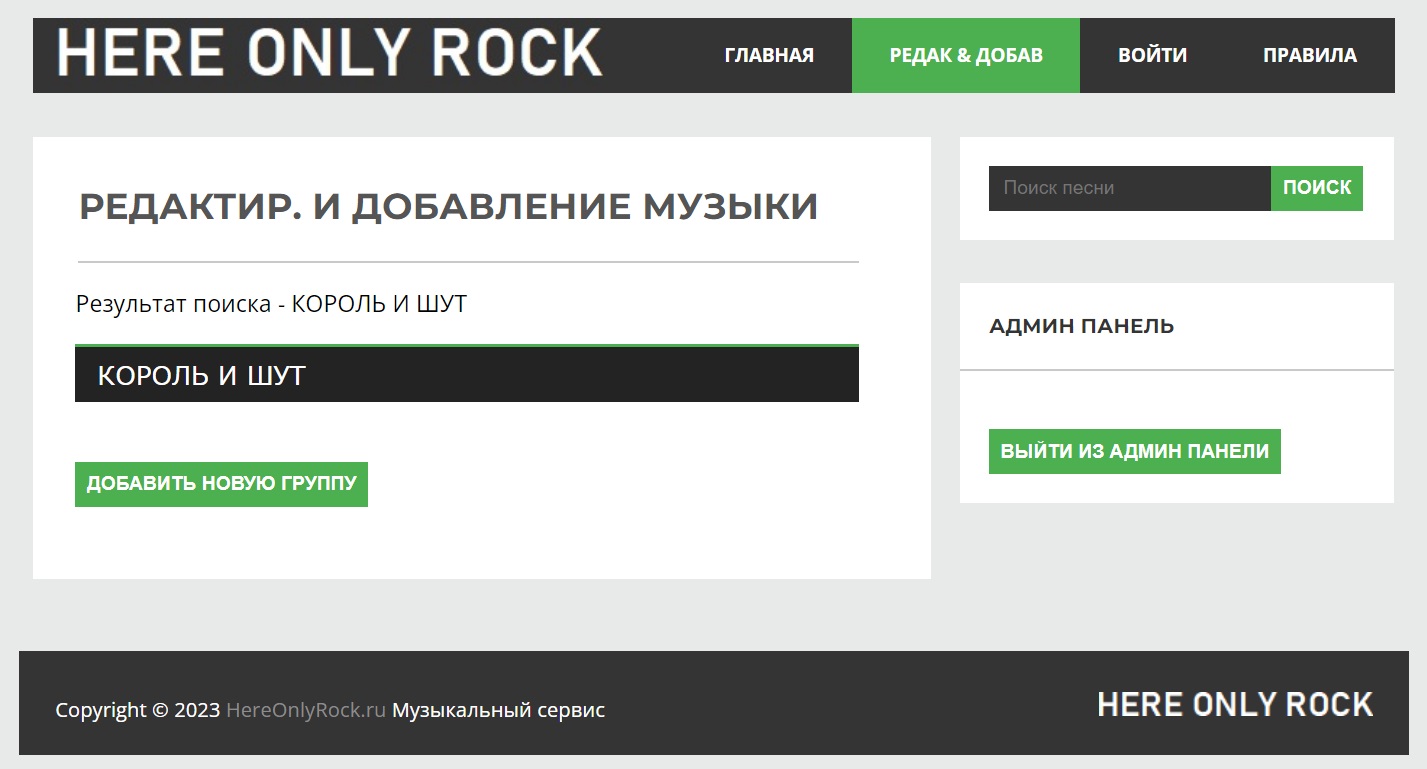 HERE ONLY ROCK
ГЛАВНАЯ
РЕДАК & ДОБАВ
ВОЙТИ
ПРАВИЛА
РЕДАКТИР. И ДОБАВЛЕНИЕ МУЗЫКИ
Результат поиска - КОРОЛЬ И ШУТ
КОРОЛЬ И ШУТ
ДОБАВИТЬ НОВУЮ ГРУППУ
Поиск песни
ПОИСК
АДМИН ПАНЕЛЬ
ВЫЙТИ ИЗ АДМИН ПАНЕЛИ
Copyright © 2023 HereOnlyRock.ru Музыкальный сервис
HERE ONLY ROCK